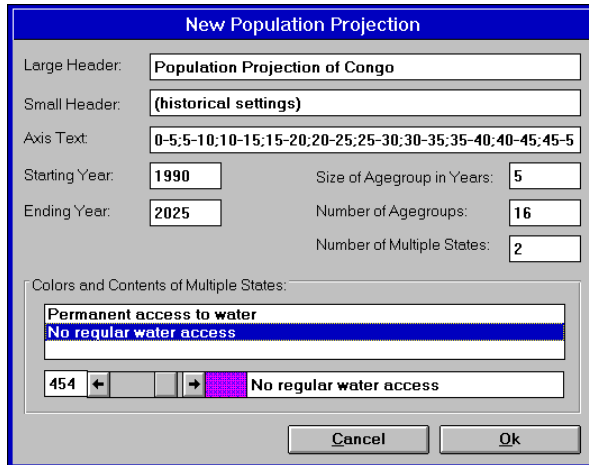 New Population Projection
Large Header: Population Projection of Congo
Small Header: (historical settings)
Axis Text: 0-5;5-10;10-15;15-20;20-25;25-30;30-35;35-40;40-45;45-5
Starting Year: 1990 Size of Agegroup in Years: 5
Ending Year: 2025 Number of Agegroups: 16
Number of Multiple States: 2
Colors and Contents of Multiple States:
Permanent access to water
No regular water access
454 No regular water access
Cancel Ok